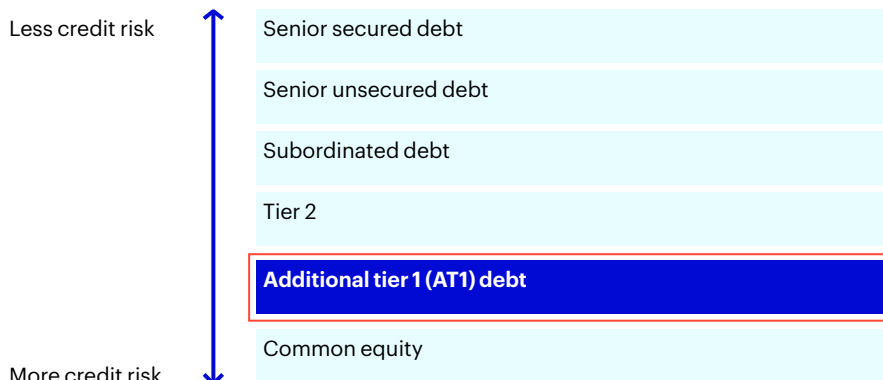 Less credit risk
Senior secured debt
Senior unsecured debt
Subordinated debt
Tier 2
Additional tier 1 (AT1) debt
Common equity
More credit risk